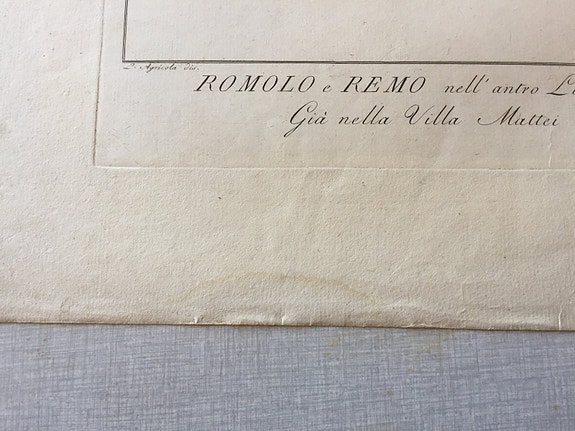 L. Agricola dis.
ROMOLO e REMO nell' antro
Già nella Villa Mattei